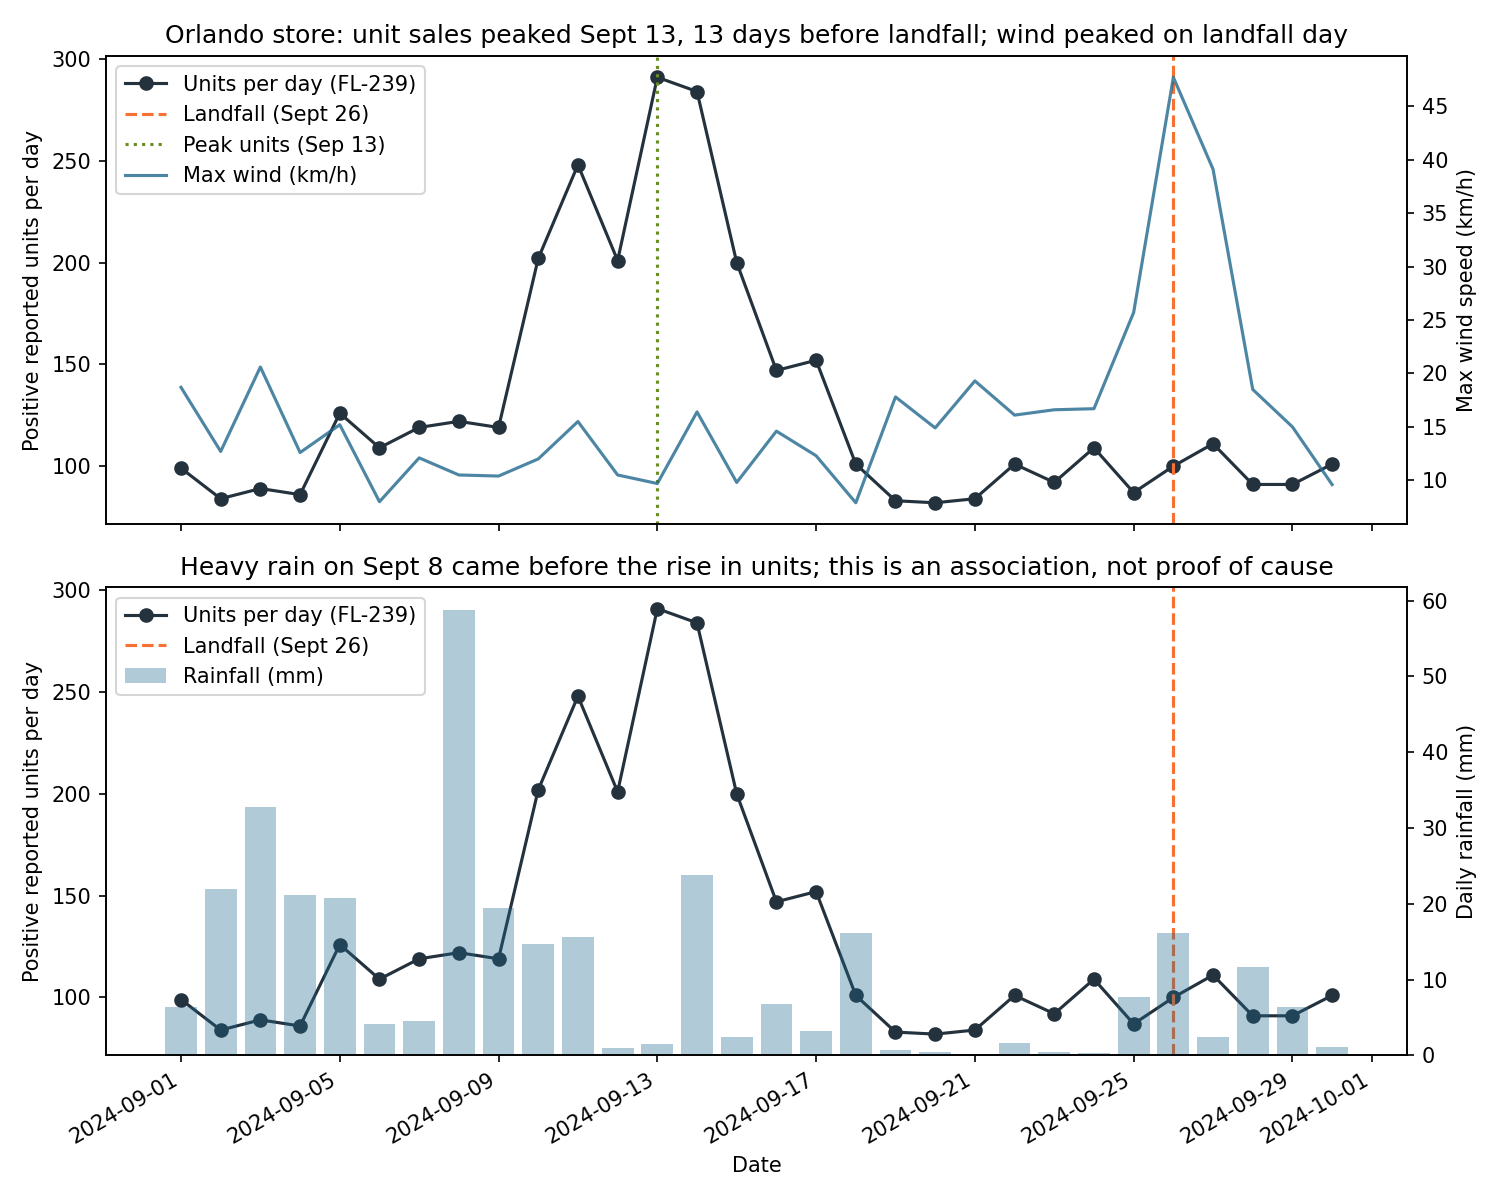 Orlando store: unit sales peaked Sept 13, 13 days before landfall; wind peaked on landfall day
Positive reported units per day
300
250
200
150
100
Units per day (FL-239)
Landfall (Sept 26)
Peak units (Sep 13)
Max wind (km/h)
45
40
35
30
25
20
15
10
Max wind speed (km/h)
Heavy rain on Sept 8 came before the rise in units; this is an association, not proof of cause
Positive reported units per day
300
250
200
150
100
Units per day (FL-239)
Landfall (Sept 26)
Rainfall (mm)
60
50
40
30
20
10
0
Daily rainfall (mm)
2024-09-01
2024-09-05
2024-09-09
2024-09-13
2024-09-17
2024-09-21
2024-09-25
2024-09-29
2024-10-01
Date